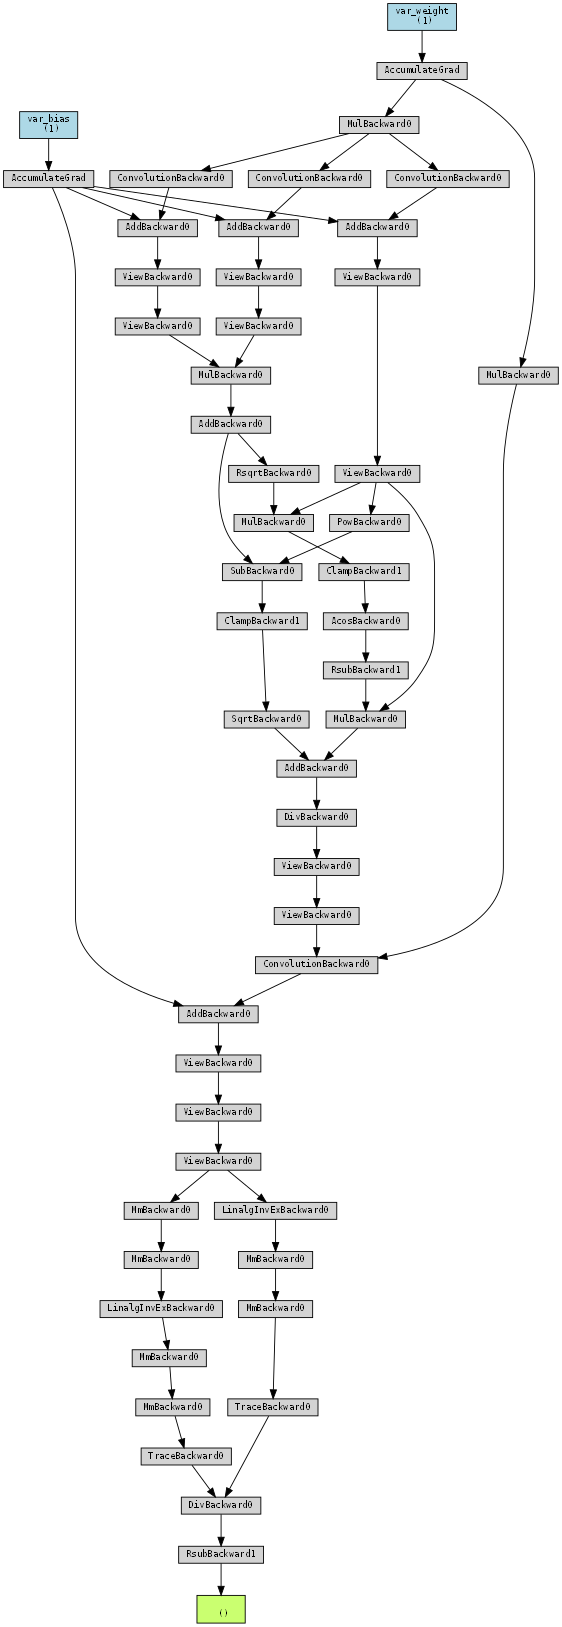 var_weight
(1)
AccumulateGrad
var_bias
(1)
MulBackward0
AccumulateGrad
ConvolutionBackward0
ConvolutionBackward0
ConvolutionBackward0
AddBackward0
AddBackward0
AddBackward0
ViewBackward0
ViewBackward0
ViewBackward0
ViewBackward0
ViewBackward0
MulBackward0
MulBackward0
AddBackward0
RsqrtBackward0
ViewBackward0
MulBackward0
PowBackward0
SubBackward0
ClampBackward1
ClampBackward1
AcosBackward0
RsubBackward1
SqrtBackward0
MulBackward0
AddBackward0
DivBackward0
ViewBackward0
ViewBackward0
ConvolutionBackward0
AddBackward0
ViewBackward0
ViewBackward0
ViewBackward0
MmBackward0
LinalgInvExBackward0
MmBackward0
MmBackward0
LinalgInvExBackward0
MmBackward0
MmBackward0
MmBackward0
TraceBackward0
TraceBackward0
DivBackward0
RsubBackward1
()